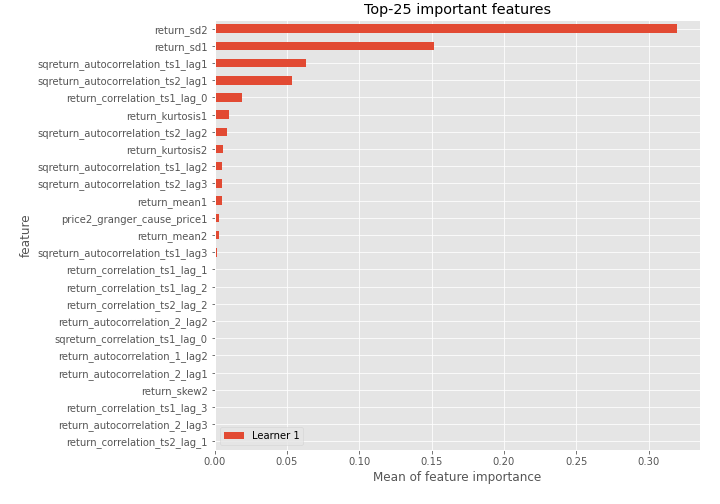 Top-25 important features
return_sd2
return_sd1
sqreturn_autocorrelation_ts1_lag1
sqreturn_autocorrelation_ts2_lag1
return_correlation_ts1_lag_0
return_kurtosis1
sqreturn_autocorrelation_ts2_lag2
return_kurtosis2
sqreturn_autocorrelation_ts1_lag2
sqreturn_autocorrelation_ts2_lag3
return_mean1
price2_granger_cause_price1
return_mean2
sqreturn_autocorrelation_ts1_lag3
return_correlation_ts1_lag_1
return_correlation_ts1_lag_2
return_correlation_ts2_lag_2
return_autocorrelation_2_lag2
sqreturn_correlation_ts1_lag_0
return_autocorrelation_1_lag2
return_autocorrelation_2_lag1
return_skew2
return_correlation_ts1_lag_3
return_autocorrelation_2_lag3
return_correlation_ts2_lag_1
feature
Learner 1
0.00 0.05 0.10 0.15 0.20 0.25 0.30
Mean of feature importance